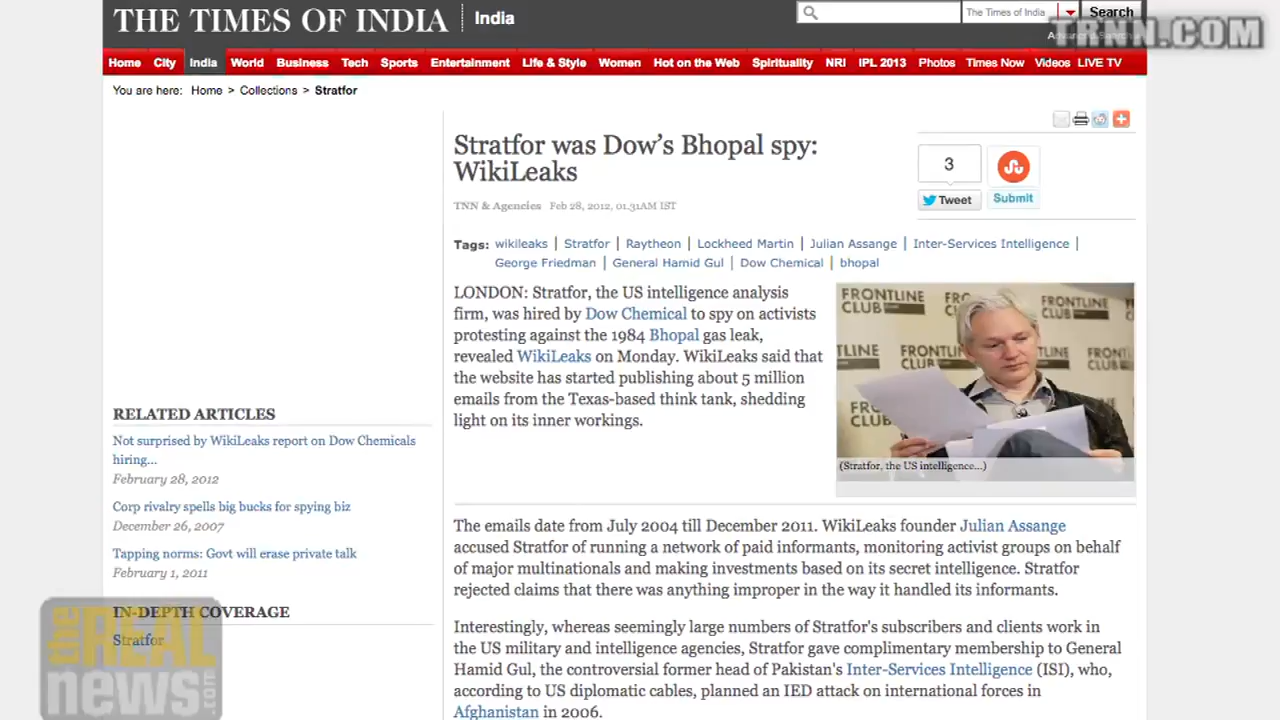 THE TIMES OF INDIA India
The Times of India Search
TRNN.COM
Home City India World Business Tech Sports Entertainment Life & Style Women Hot on the Web Spirituality NRI IPL 2013 Photos Times Now Videos LIVE TV
You are here: Home > Collections > Stratfor
Stratfor was Dow's Bhopal spy:
WikiLeaks
TNN & Agencies Feb 28, 2012, 01.31AM IST
3
Tweet
Submit
Tags: wikileaks | Stratfor | Raytheon | Lockheed Martin | Julian Assange | Inter-Services Intelligence |
George Friedman | General Hamid Gul | Dow Chemical | bhopal
LONDON: Stratfor, the US intelligence analysis
firm, was hired by Dow Chemical to spy on activists
protesting against the 1984 Bhopal gas leak,
revealed WikiLeaks on Monday. WikiLeaks said that
the website has started publishing about 5 million
emails from the Texas-based think tank, shedding
light on its inner workings.
FRONTLINE
CLUB
FRONTLINE
CLUB
(Stratfor, the US intelligence...)
The emails date from July 2004 till December 2011. WikiLeaks founder Julian Assange
accused Stratfor of running a network of paid informants, monitoring activist groups on behalf
of major multinationals and making investments based on its secret intelligence. Stratfor
rejected claims that there was anything improper in the way it handled its informants.
Interestingly, whereas seemingly large numbers of Stratfor's subscribers and clients work in
the US military and intelligence agencies, Stratfor gave complimentary membership to General
Hamid Gul, the controversial former head of Pakistan's Inter-Services Intelligence (ISI), who,
according to US diplomatic cables, planned an IED attack on international forces in
Afghanistan in 2006.
RELATED ARTICLES
Not surprised by WikiLeaks report on Dow Chemicals
hiring...
February 28, 2012
Corp rivalry spells big bucks for spying biz
December 26, 2007
Tapping norms: Govt will erase private talk
February 1, 2011
IN-DEPTH COVERAGE
Stratfor
the REAL
news.com